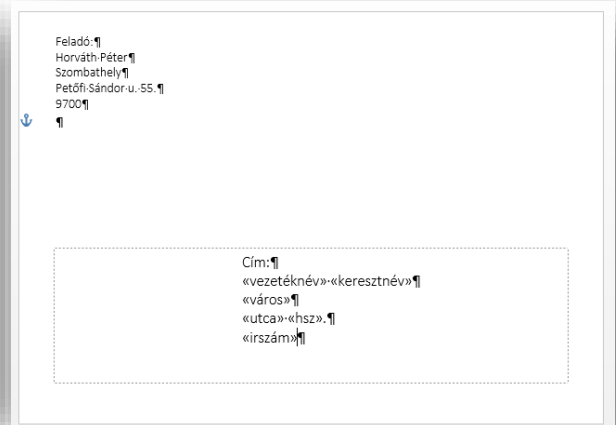 Feladó:¶
Horváth·Péter¶
Szombathely¶
Petőfi·Sándor·u.·55.¶
9700¶
¶
Cím:¶
«vezetéknév»·«keresztnév»¶
«város»¶
«utca»·«hsz».¶
«irszám»¶